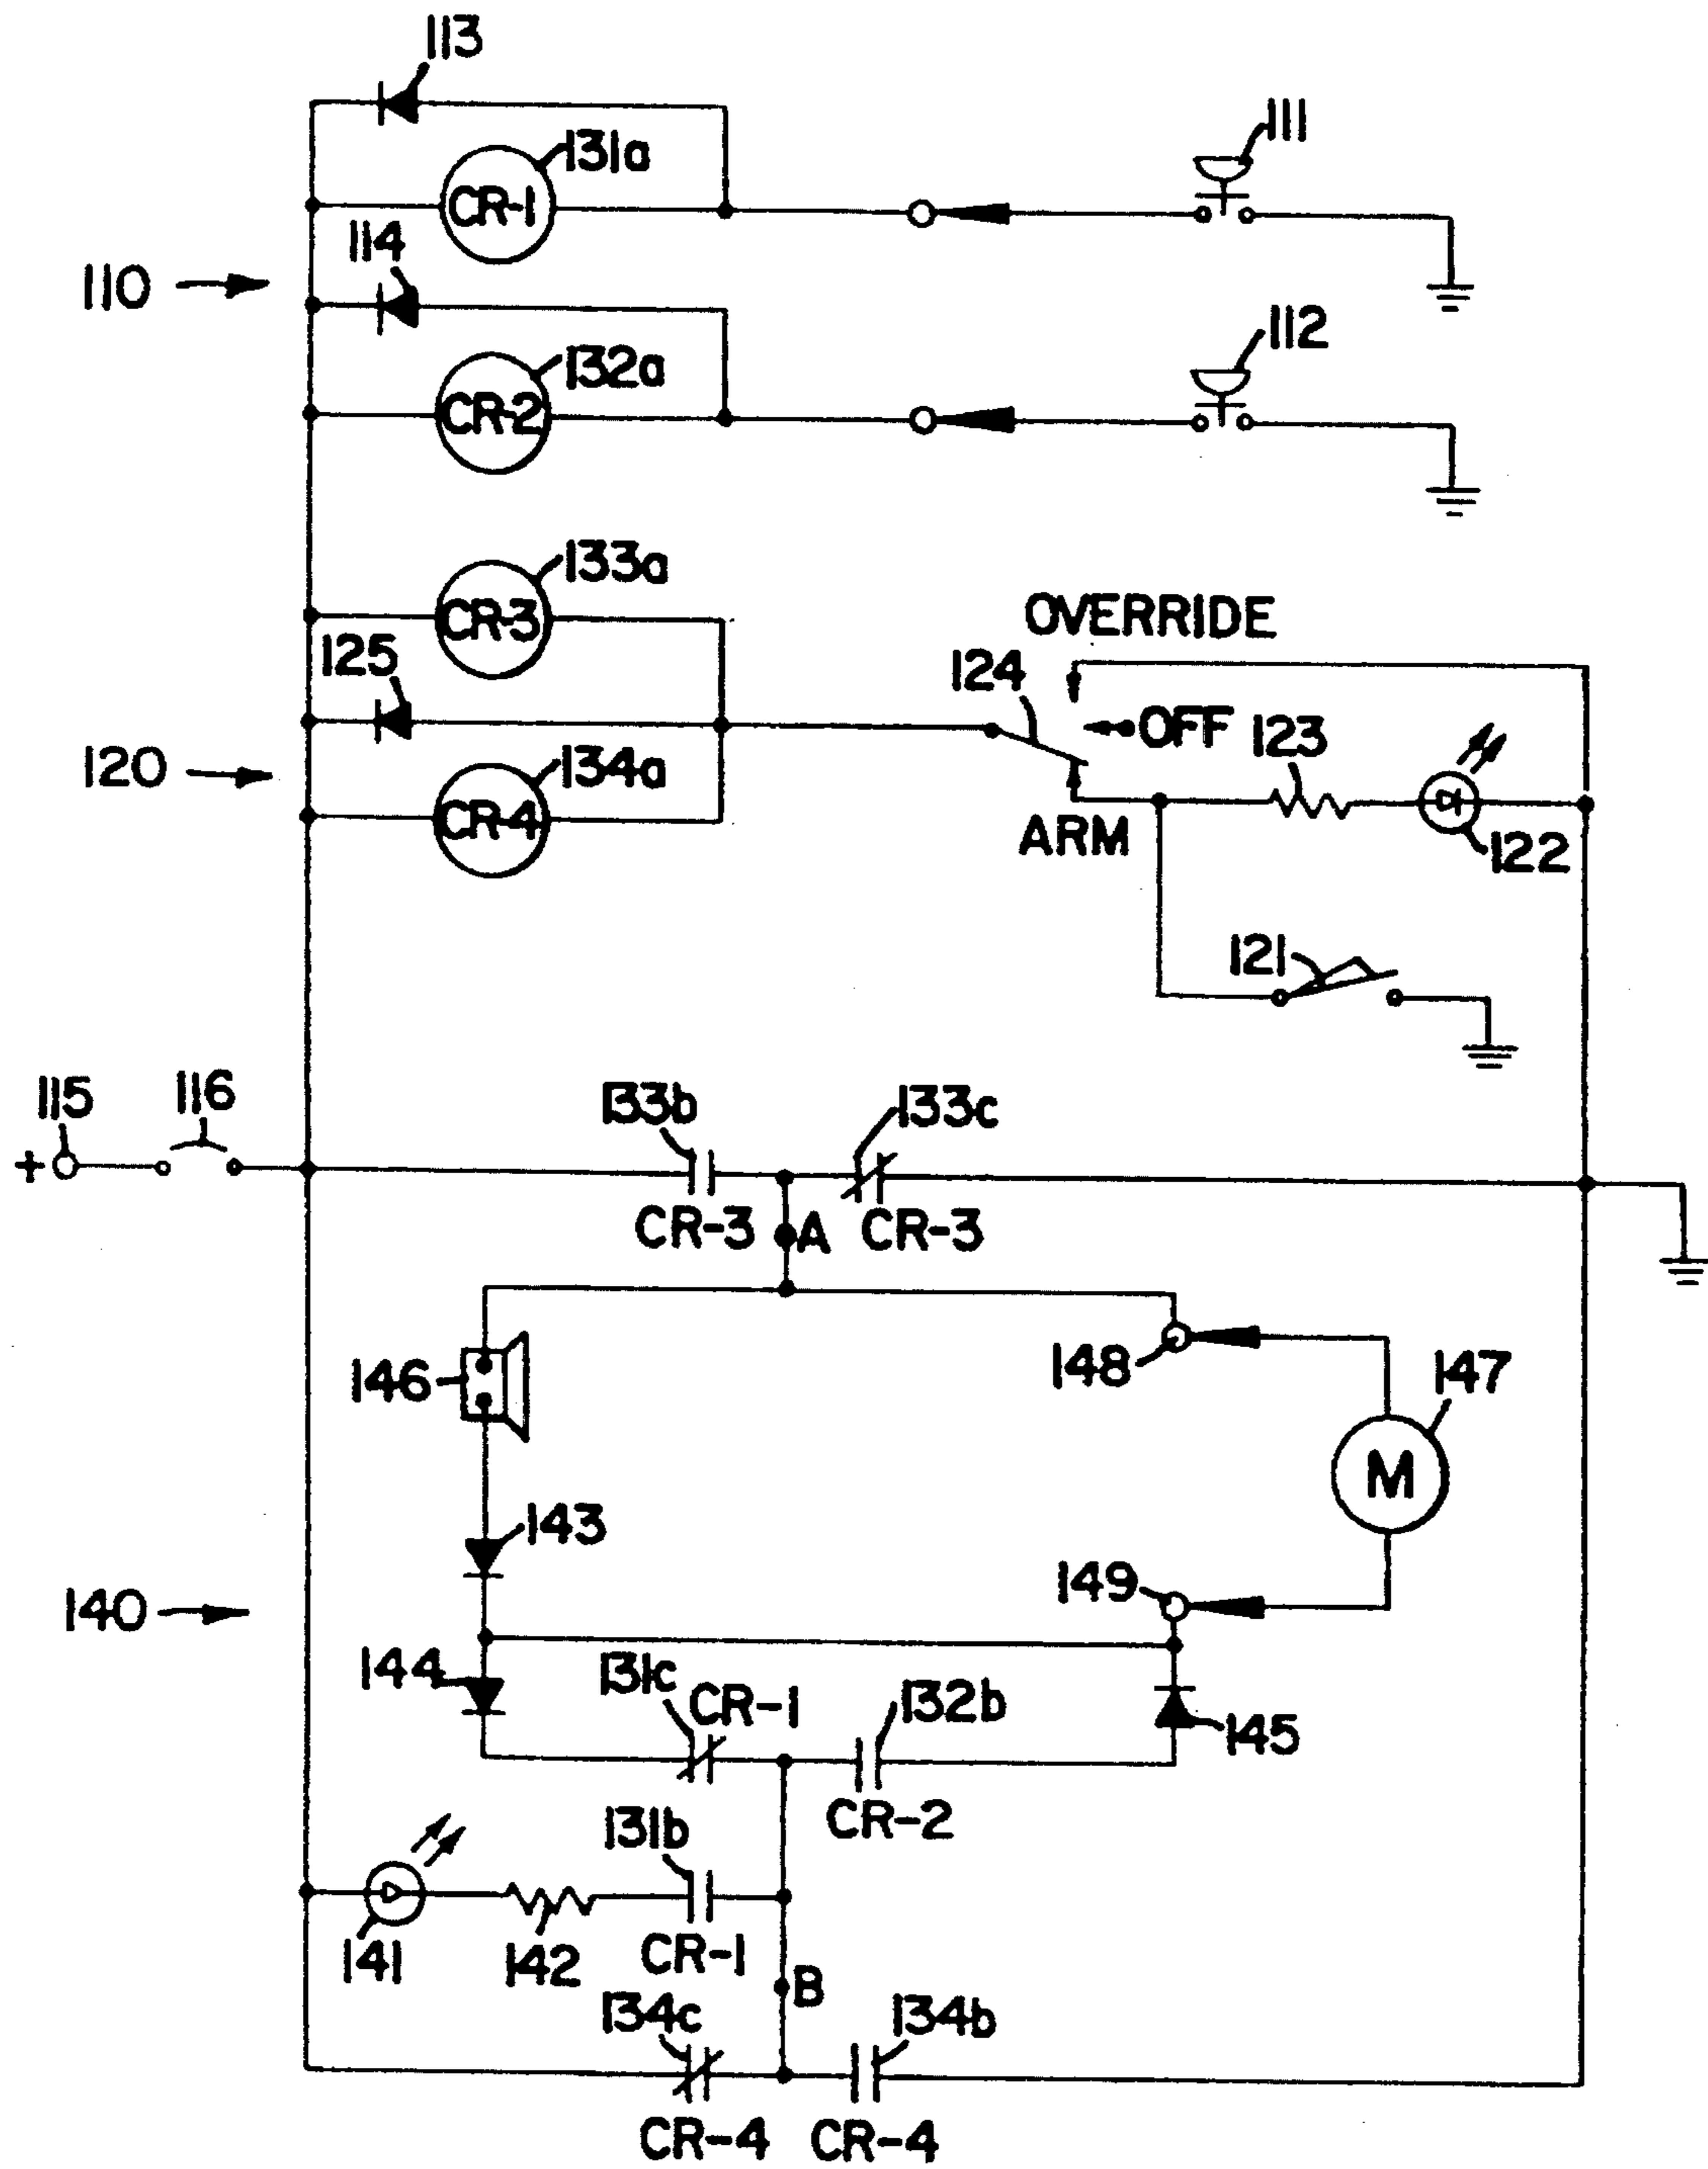 113
131a
111
CR-1
114
110
112
132a
CR-2
133a
OVERRIDE
CR-3
125
124
OFF
123
120
134a
CR-4
ARM
122
121
115
116
133b
133c
+
CR-3
A
CR-3
146
148
147
M
143
149
140
144
131c
CR-1
132b
145
CR-2
131b
141
142
CR-1
B
134c
134b
CR-4
CR-4